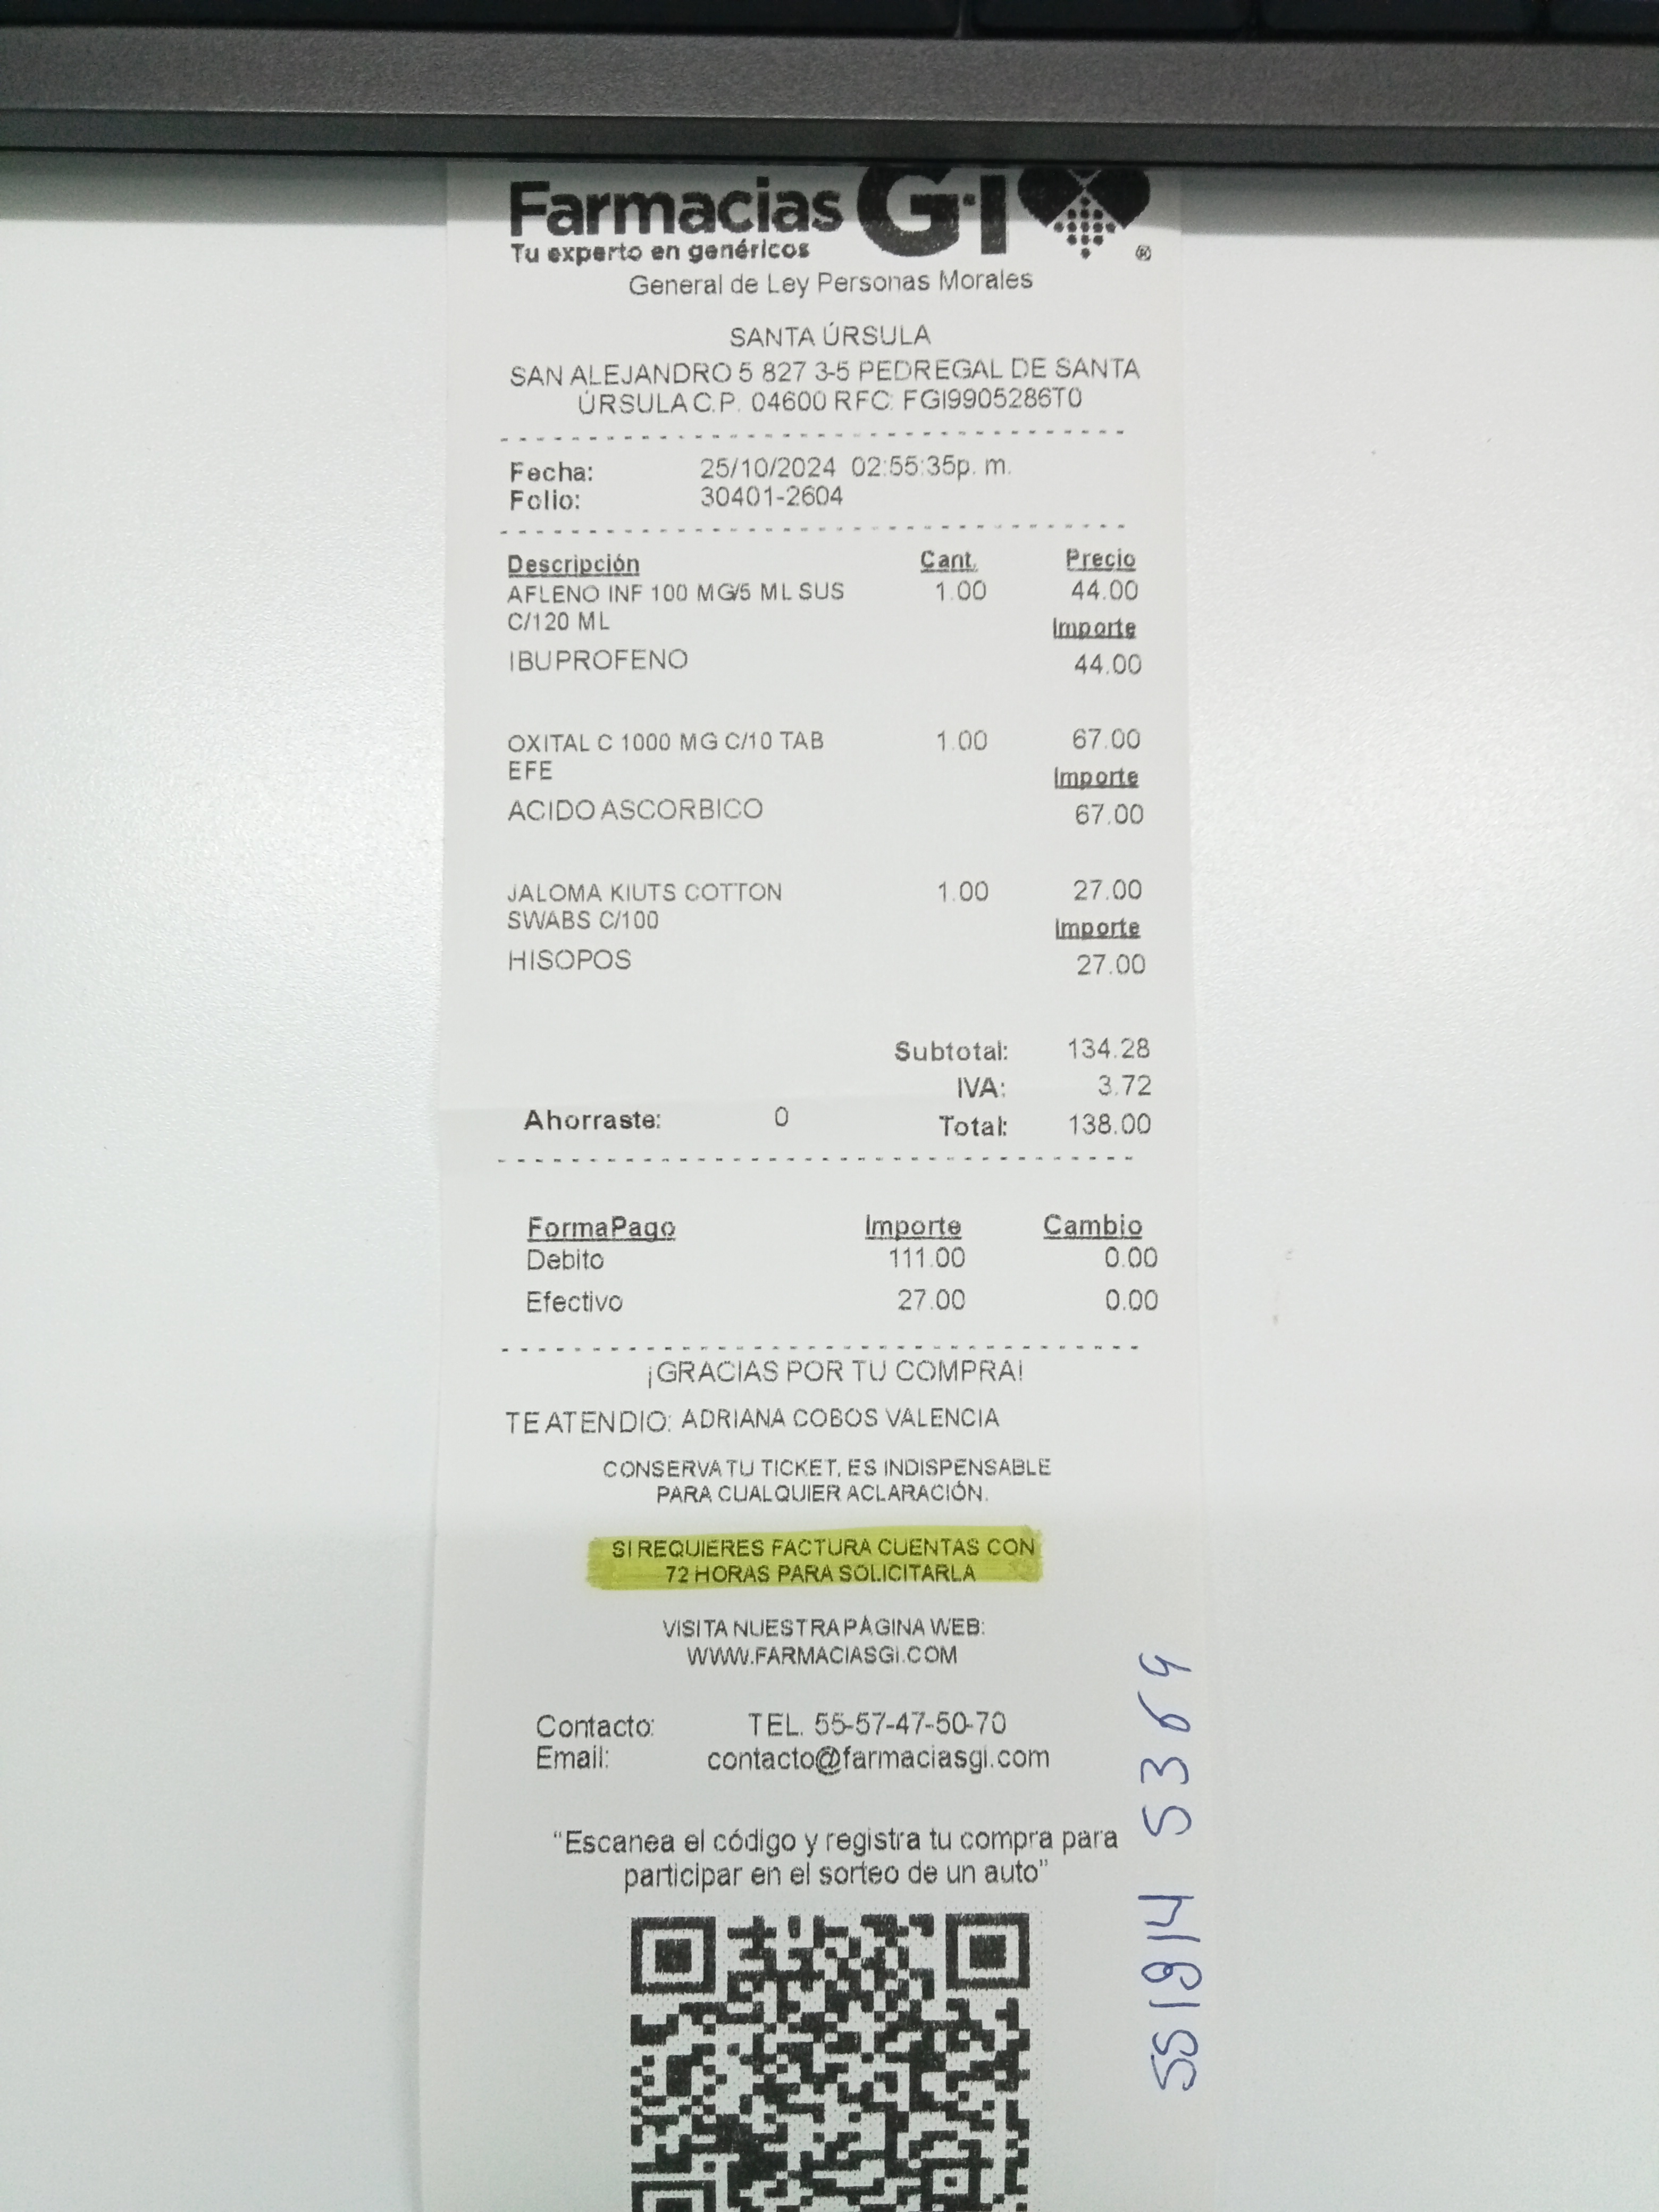 Farmacias G·I
Tu experto en genéricos ®
General de Ley Personas Morales
SANTA ÚRSULA
SAN ALEJANDRO 5 827 3-5 PEDREGAL DE SANTA
ÚRSULA C.P. 04600 RFC: FGI9905286T0
Fecha: 25/10/2024 02:55:35p. m.
Folio: 30401-2604
Descripción Cant. Precio
AFLENO INF 100 MG/5 ML SUS 1.00 44.00
C/120 ML Importe
IBUPROFENO 44.00
OXITAL C 1000 MG C/10 TAB 1.00 67.00
EFE Importe
ACIDO ASCORBICO 67.00
JALOMA KIUTS COTTON 1.00 27.00
SWABS C/100 Importe
HISOPOS 27.00
Subtotal: 134.28
IVA: 3.72
Ahorraste: 0 Total: 138.00
FormaPago Importe Cambio
Debito 111.00 0.00
Efectivo 27.00 0.00
¡GRACIAS POR TU COMPRA!
TE ATENDIO: ADRIANA COBOS VALENCIA
CONSERVA TU TICKET, ES INDISPENSABLE
PARA CUALQUIER ACLARACIÓN.
SI REQUIERES FACTURA CUENTAS CON
72 HORAS PARA SOLICITARLA
VISITA NUESTRA PÁGINA WEB:
WWW.FARMACIASGI.COM
Contacto: TEL. 55-57-47-50-70
Email: contacto@farmaciasgi.com
"Escanea el código y registra tu compra para
participar en el sorteo de un auto"
551914 5364